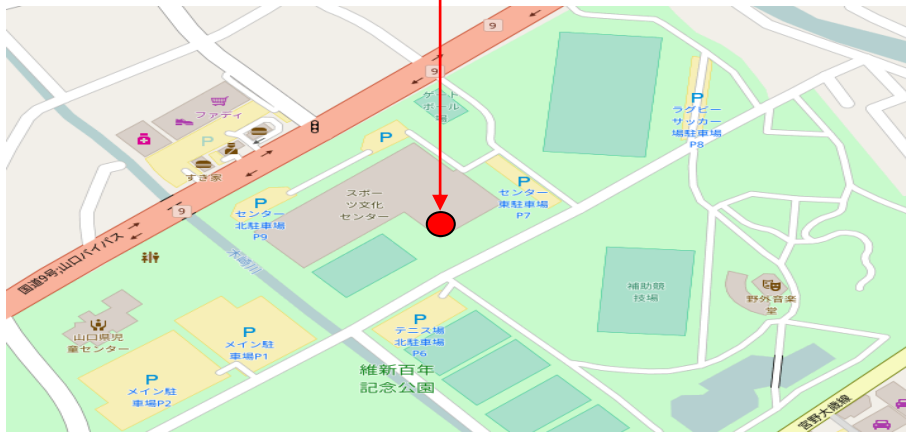 9
9
ゲート
ボール
場
ファディ
P
すき家
P
P
ラグビー
サッカー
場駐車場
P8
スポー
ツ文化
センター
P
センター
東駐車場
P7
P
センター
北駐車場
P9
9
国道9号;山口バイパス
木崎川
補助競
技場
野外音楽
堂
山口県児
童センター
P
メイン駐
車場P1
P
テニス場
北駐車場
P6
P
メイン駐
車場P2
維新百年
記念公園
宮野大歳線